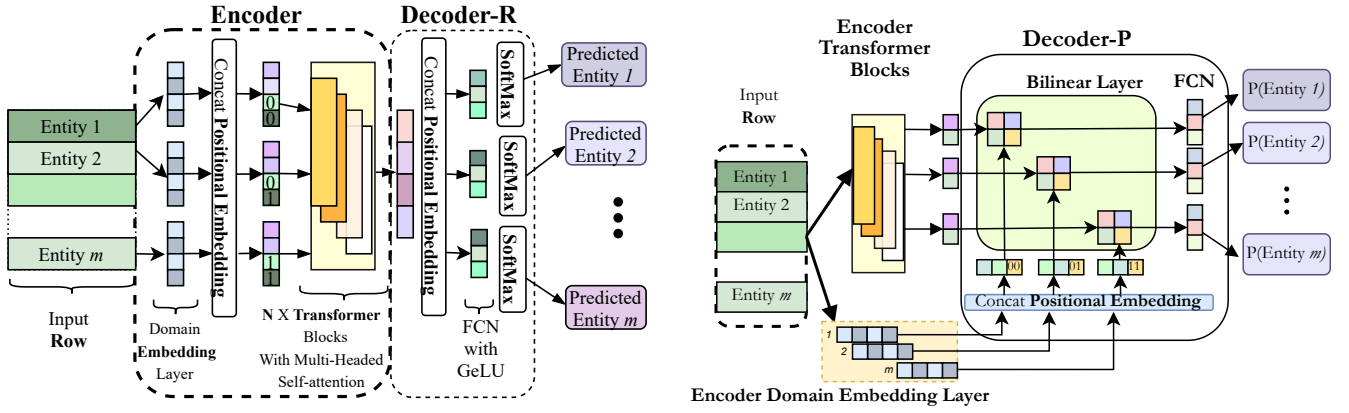 Encoder
Decoder-R
Entity 1
Entity 2
Entity m
Input
Row
Domain
Embedding
Layer
Concat Positional Embedding
0
0
0
1
1
1
N X Transformer
Blocks
With Multi-Headed
Self-attention
Concat Positional Embedding
FCN
with
GeLU
SoftMax
SoftMax
SoftMax
Predicted
Entity 1
Predicted
Entity 2
Predicted
Entity m
Encoder
Transformer
Blocks
Decoder-P
Input
Row
Entity 1
Entity 2
Entity m
Bilinear Layer
FCN
P(Entity 1)
P(Entity 2)
P(Entity m)
00
01
11
Concat Positional Embedding
1
2
m
Encoder Domain Embedding Layer